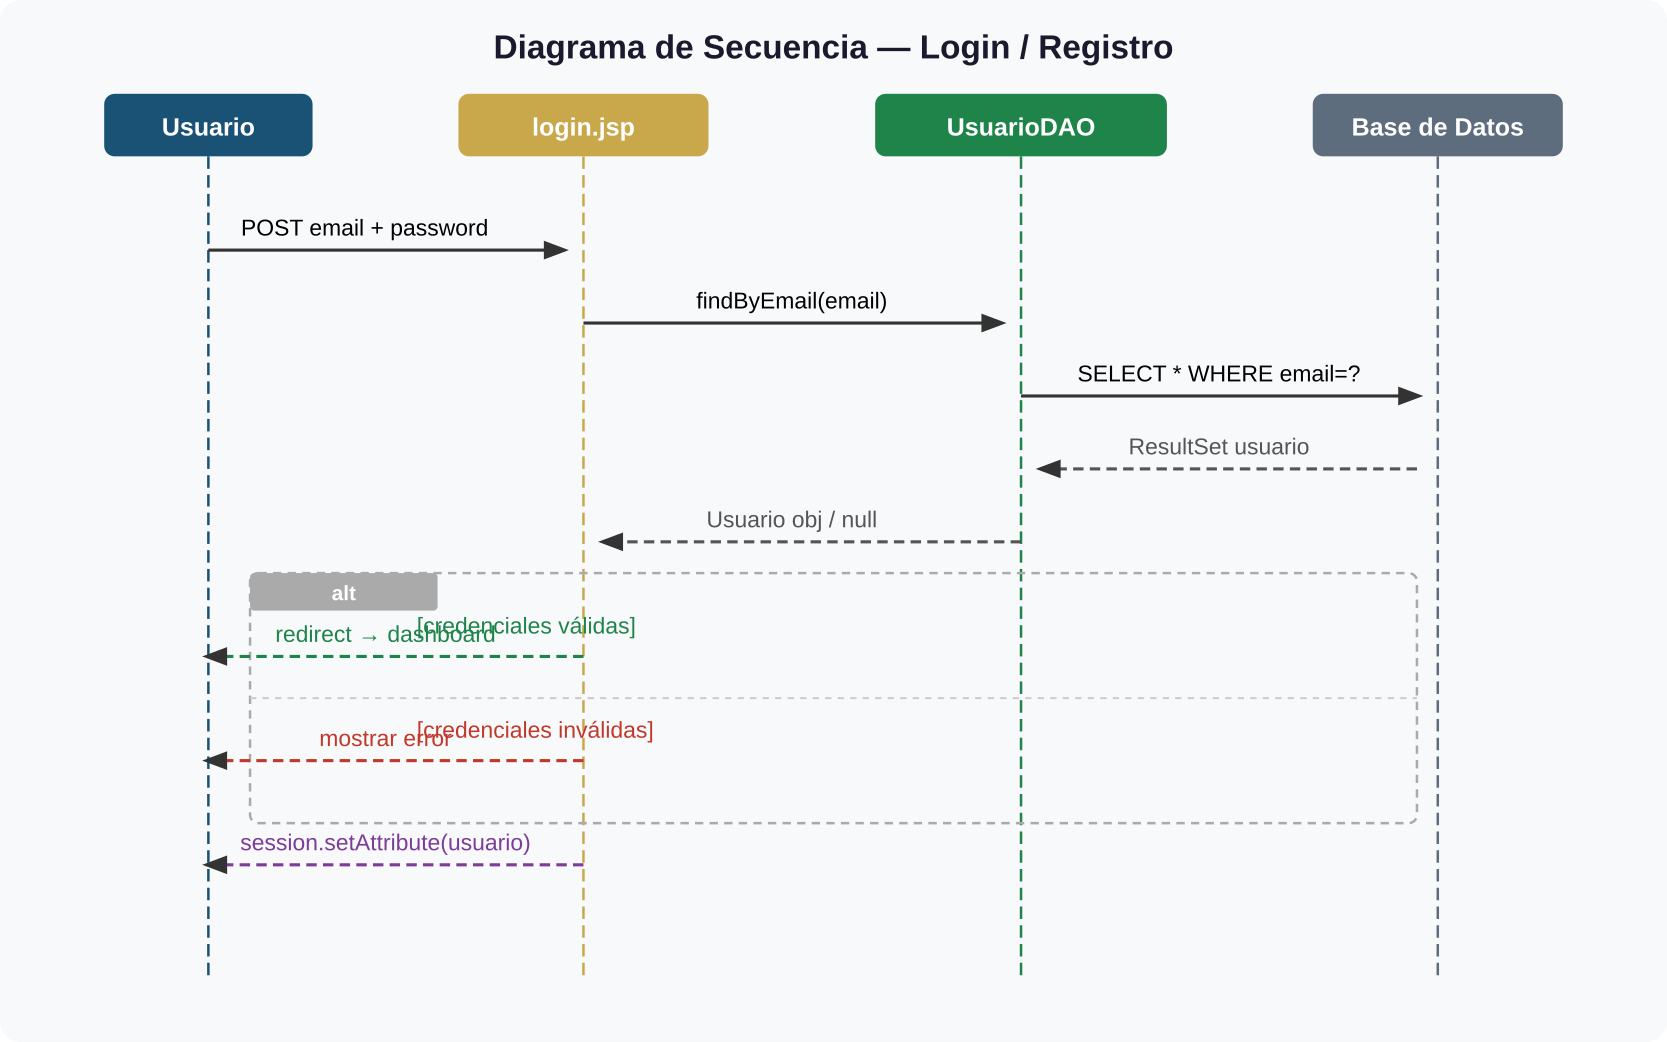 Diagrama de Secuencia — Login / Registro
Usuario
login.jsp
UsuarioDAO
Base de Datos
POST email + password
findByEmail(email)
SELECT * WHERE email=?
ResultSet usuario
Usuario obj / null
alt
[credenciales válidas]
redirect → dashboard
[credenciales inválidas]
mostrar error
session.setAttribute(usuario)